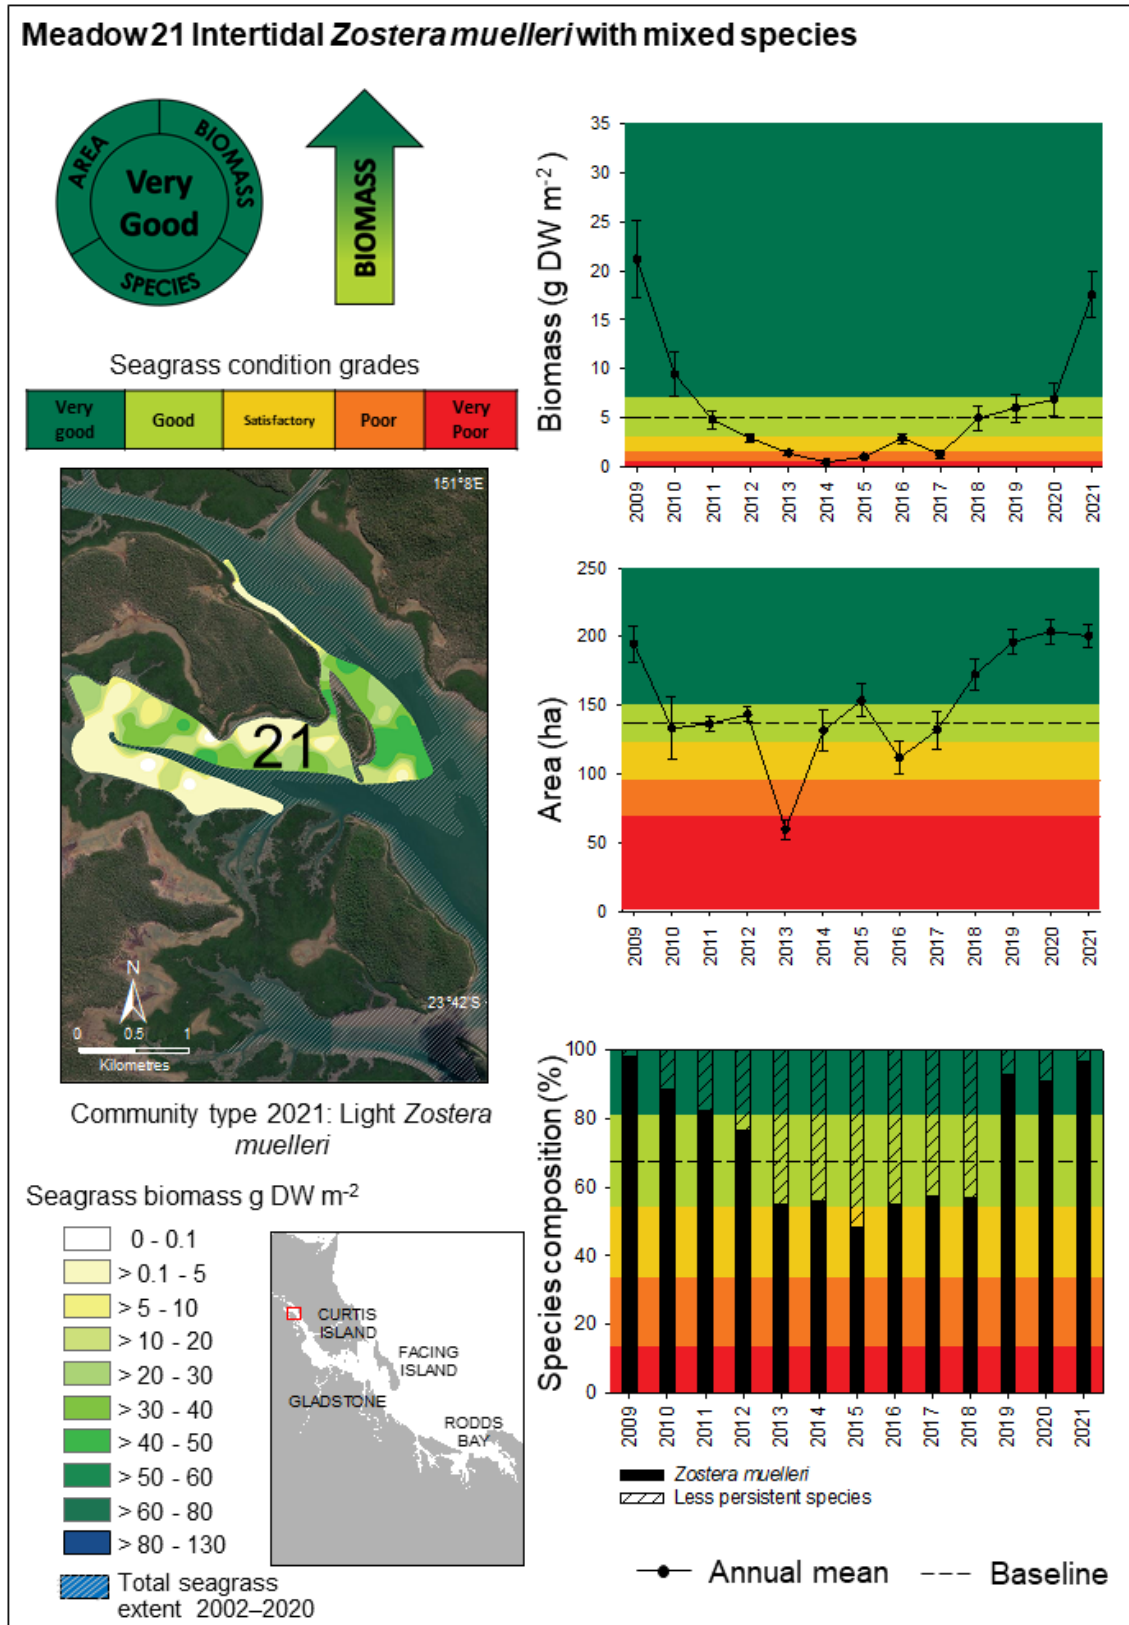 Meadow 21 Intertidal Zostera muelleri with mixed species
AREA
BIOMASS
SPECIES
Very
Good
BIOMASS
Seagrass condition grades
Very
good
Good
Satisfactory
Poor
Very
Poor
151°8'E
21
N
23°42'S
0 0.5 1
Kilometres
Community type 2021: Light Zostera
muelleri
Seagrass biomass g DW m-2
0 - 0.1
> 0.1 - 5
> 5 - 10
> 10 - 20
> 20 - 30
> 30 - 40
> 40 - 50
> 50 - 60
> 60 - 80
> 80 - 130
Total seagrass
extent 2002–2020
CURTIS
ISLAND
FACING
ISLAND
GLADSTONE
RODDS
BAY
Biomass (g DW m-2)
35
30
25
20
15
10
5
0
2009 2010 2011 2012 2013 2014 2015 2016 2017 2018 2019 2020 2021
Area (ha)
250
200
150
100
50
0
2009 2010 2011 2012 2013 2014 2015 2016 2017 2018 2019 2020 2021
Species composition (%)
100
80
60
40
20
0
2009 2010 2011 2012 2013 2014 2015 2016 2017 2018 2019 2020 2021
Zostera muelleri
Less persistent species
Annual mean
Baseline